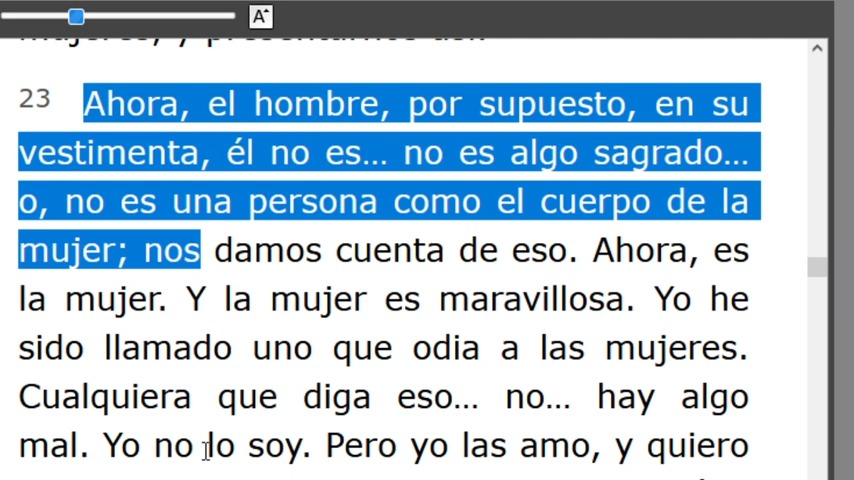 A
mujeres, y presentarnos así.
23 Ahora, el hombre, por supuesto, en su
vestimenta, él no es... no es algo sagrado...
o, no es una persona como el cuerpo de la
mujer; nos damos cuenta de eso. Ahora, es
la mujer. Y la mujer es maravillosa. Yo he
sido llamado uno que odia a las mujeres.
Cualquiera que diga eso... no... hay algo
mal. Yo no lo soy. Pero yo las amo, y quiero